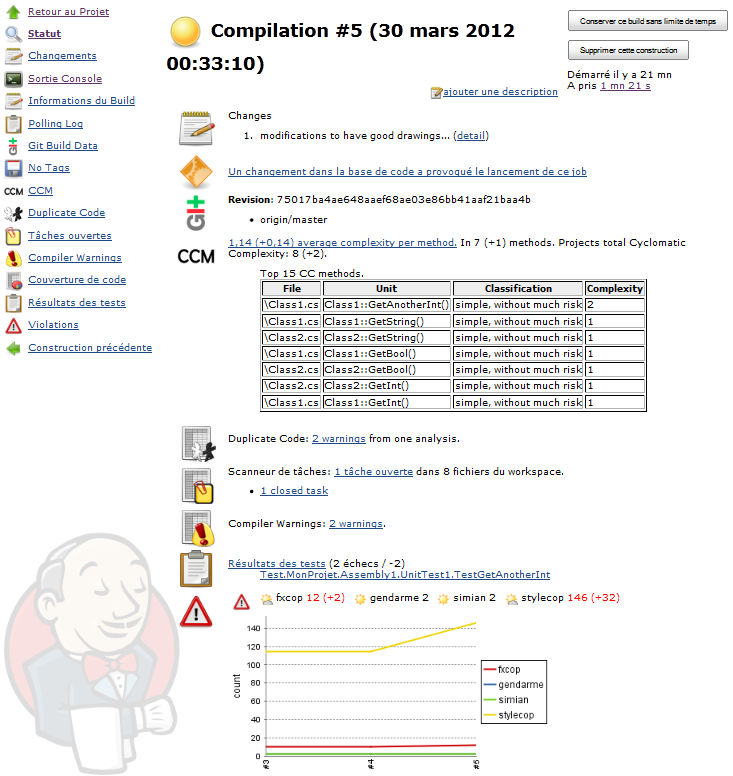 Retour au Projet
Statut
Changements
Sortie Console
Informations du Build
Polling Log
Git Build Data
No Tags
CCM CCM
Duplicate Code
Tâches ouvertes
Compiler Warnings
Couverture de code
Résultats des tests
Violations
Construction précédente
Compilation #5 (30 mars 2012
00:33:10)
Conserver ce build sans limite de temps
Supprimer cette construction
Démarré il y a 21 mn
A pris 1 mn 21 s
ajouter une description
Changes
1. modifications to have good drawings... (detail)
Un changement dans la base de code a provoqué le lancement de ce job
git
Revision: 75017ba4ae648aaef68ae03e86bb41aaf21baa4b
• origin/master
CCM
1,14 (+0,14) average complexity per method. In 7 (+1) methods. Projects total Cyclomatic
Complexity: 8 (+2).
Top 15 CC methods.
File Unit Classification Complexity
\Class1.cs Class1::GetAnotherInt() simple, without much risk 2
\Class1.cs Class1::GetString() simple, without much risk 1
\Class2.cs Class2::GetString() simple, without much risk 1
\Class1.cs Class1::GetBool() simple, without much risk 1
\Class2.cs Class2::GetBool() simple, without much risk 1
\Class2.cs Class2::GetInt() simple, without much risk 1
\Class1.cs Class1::GetInt() simple, without much risk 1
Duplicate Code: 2 warnings from one analysis.
Scanneur de tâches: 1 tâche ouverte dans 8 fichiers du workspace.
• 1 closed task
Compiler Warnings: 2 warnings.
Résultats des tests (2 échecs / -2)
Test.MonProjet.Assembly1.UnitTest1.TestGetAnotherInt
fxcop 12 (+2) gendarme 2 simian 2 stylecop 146 (+32)
count
140
120
100
80
60
40
20
0
#3
#4
#6
fxcop
gendarme
simian
stylecop